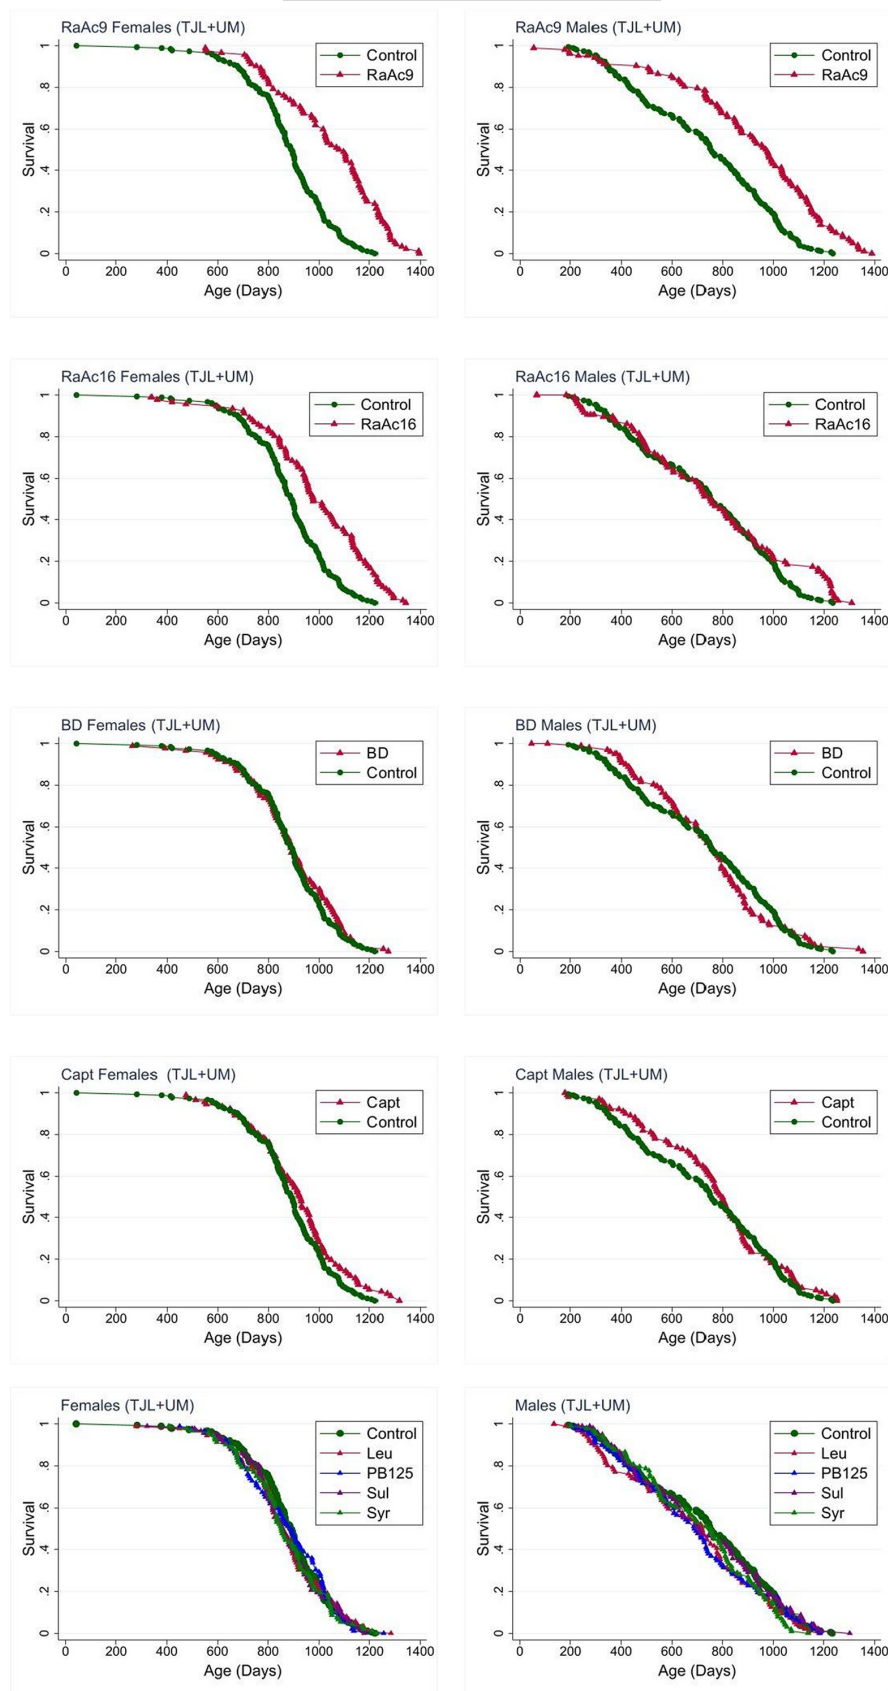 RaAc9 Females (TJL+UM)
Control
RaAc9
Survival
1
.8
.6
.4
.2
0
0 200 400 600 800 1000 1200 1400
Age (Days)
RaAc9 Males (TJL+UM)
Control
RaAc9
Survival
1
.8
.6
.4
.2
0
0 200 400 600 800 1000 1200 1400
Age (Days)
RaAc16 Females (TJL+UM)
Control
RaAc16
Survival
1
.8
.6
.4
.2
0
0 200 400 600 800 1000 1200 1400
Age (Days)
RaAc16 Males (TJL+UM)
Control
RaAc16
Survival
1
.8
.6
.4
.2
0
0 200 400 600 800 1000 1200 1400
Age (Days)
BD Females (TJL+UM)
BD
Control
Survival
1
.8
.6
.4
.2
0
0 200 400 600 800 1000 1200 1400
Age (Days)
BD Males (TJL+UM)
BD
Control
Survival
1
.8
.6
.4
.2
0
0 200 400 600 800 1000 1200 1400
Age (Days)
Capt Females (TJL+UM)
Capt
Control
Survival
1
.8
.6
.4
.2
0
0 200 400 600 800 1000 1200 1400
Age (Days)
Capt Males (TJL+UM)
Capt
Control
Survival
1
.8
.6
.4
.2
0
0 200 400 600 800 1000 1200 1400
Age (Days)
Females (TJL+UM)
Control
Leu
PB125
Sul
Syr
Survival
1
.8
.6
.4
.2
0
0 200 400 600 800 1000 1200 1400
Age (Days)
Males (TJL+UM)
Control
Leu
PB125
Sul
Syr
Survival
1
.8
.6
.4
.2
0
0 200 400 600 800 1000 1200 1400
Age (Days)